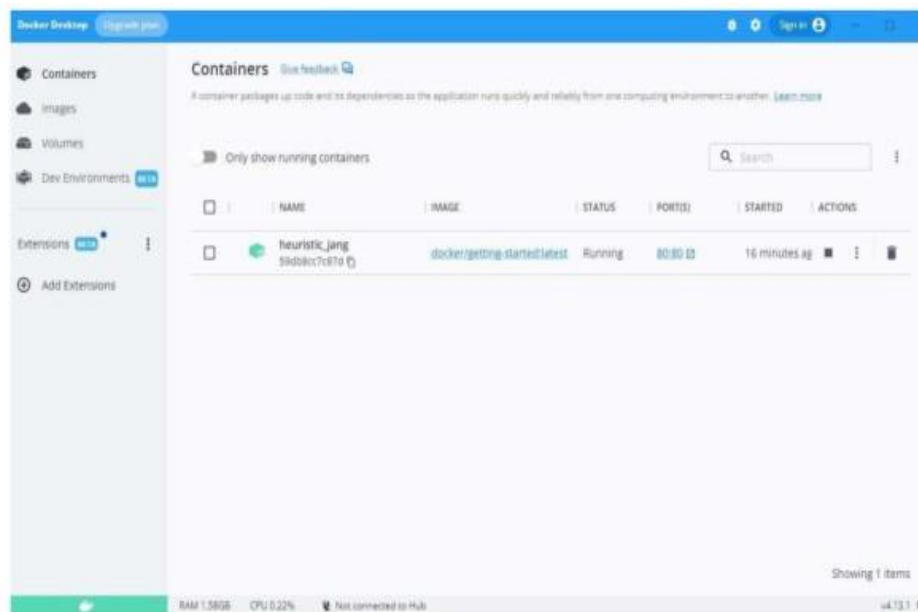 Docker Desktop Upgrade plan
Sign in
Containers
Images
Volumes
Dev Environments BETA
Extensions BETA
Add Extensions
Containers Give feedback
A container packages up code and its dependencies so the application runs quickly and reliably from one computing environment to another. Learn more
Only show running containers
Search
NAME IMAGE STATUS PORT(S) STARTED ACTIONS
heuristic_jang docker/getting-started:latest Running 80:80 16 minutes ag
Showing 1 items
RAM 1.58GB CPU 0.22% Not connected to Hub v4.13.1